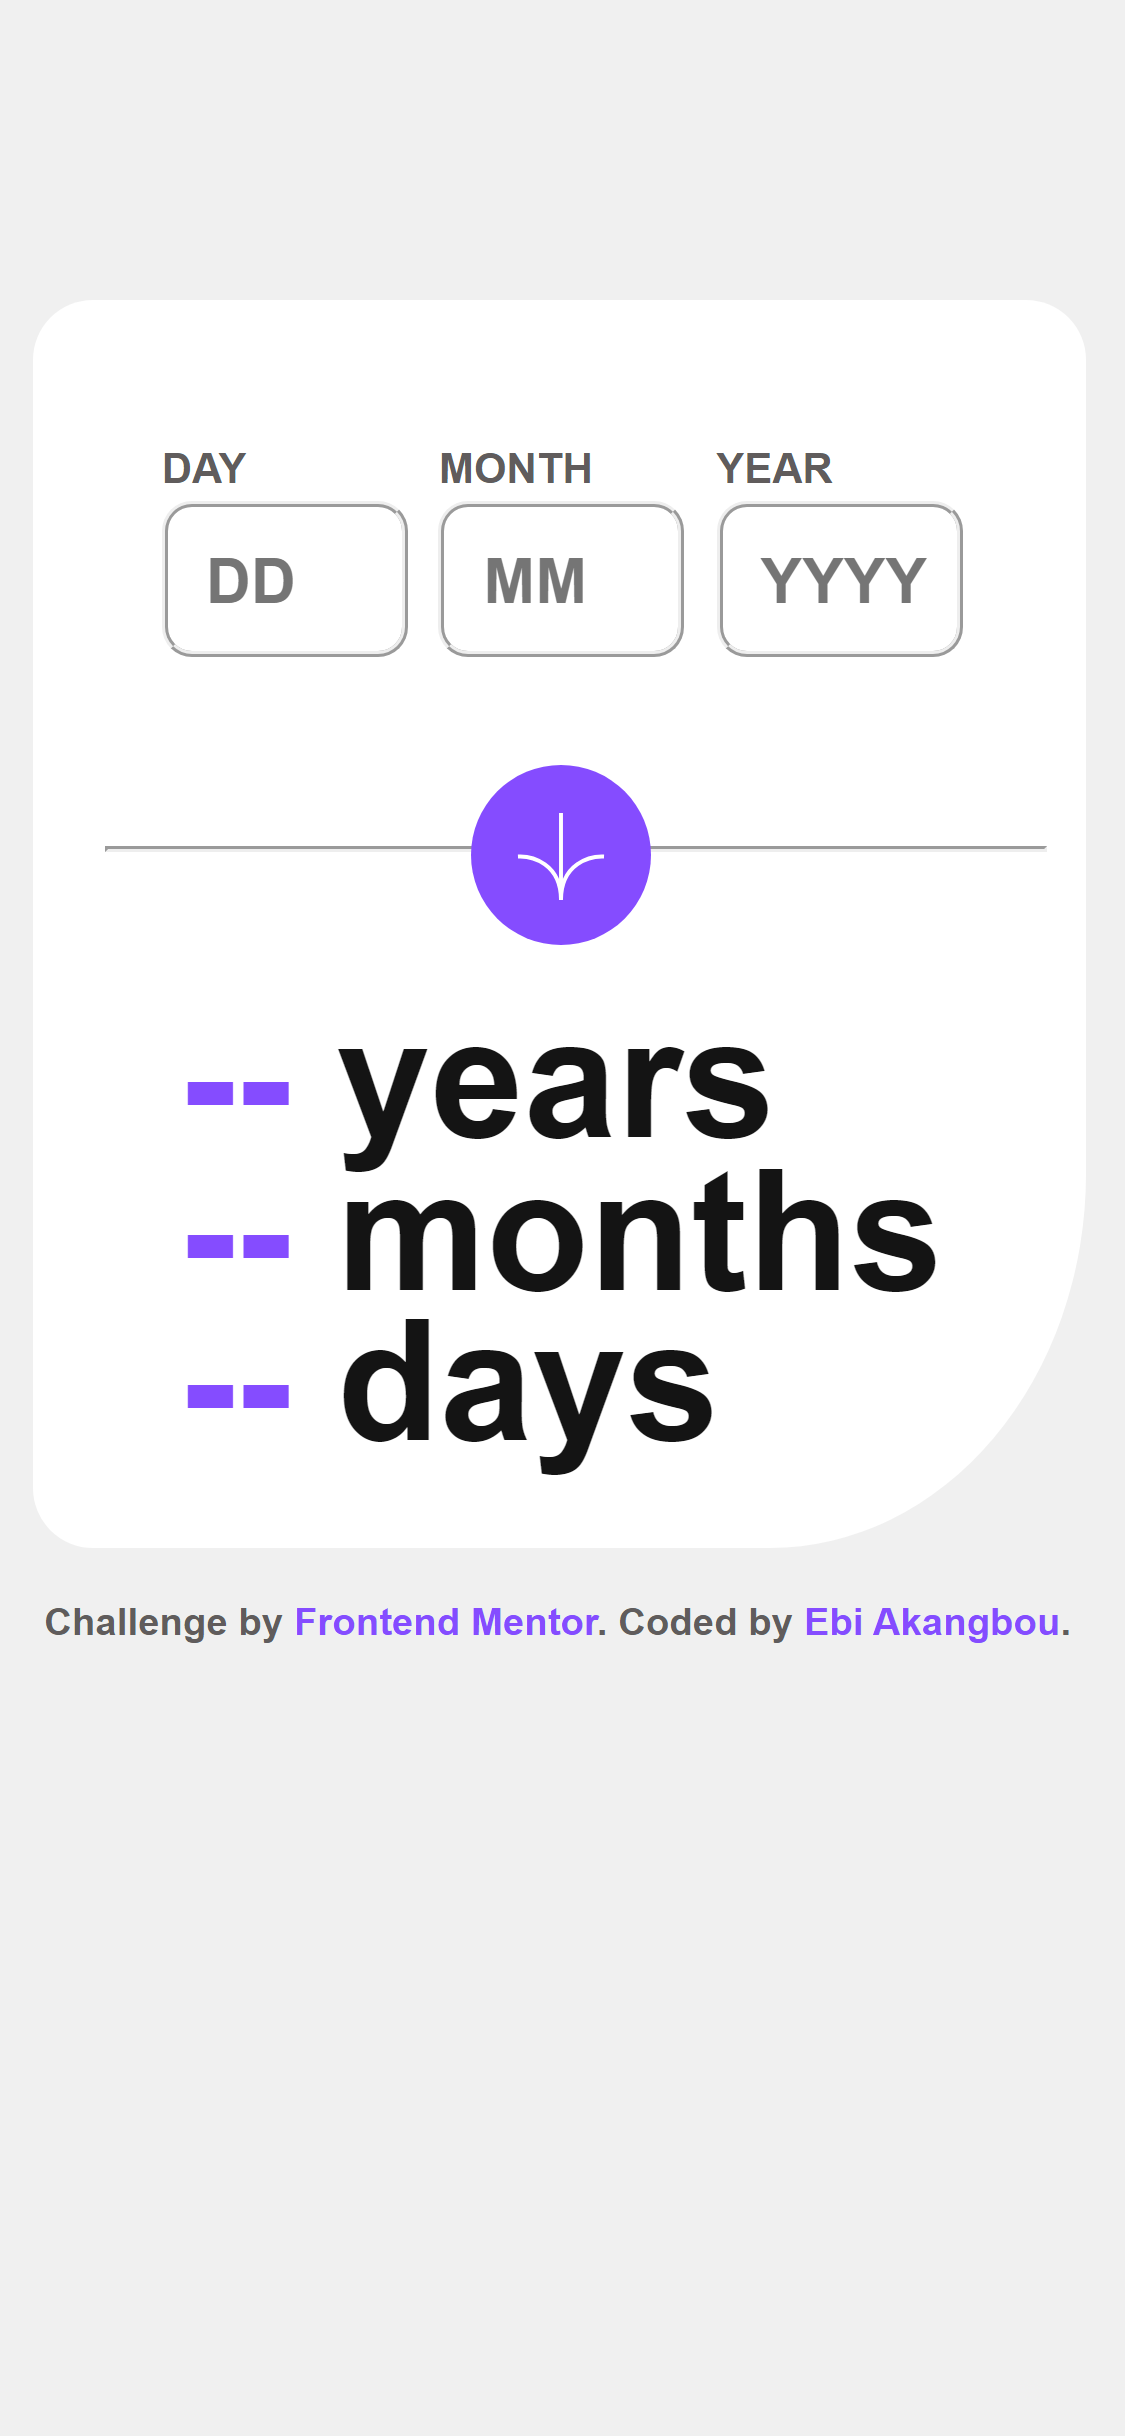 DAY MONTH YEAR
DD MM YYYY
-- years
-- months
-- days
Challenge by Frontend Mentor. Coded by Ebi Akangbou.